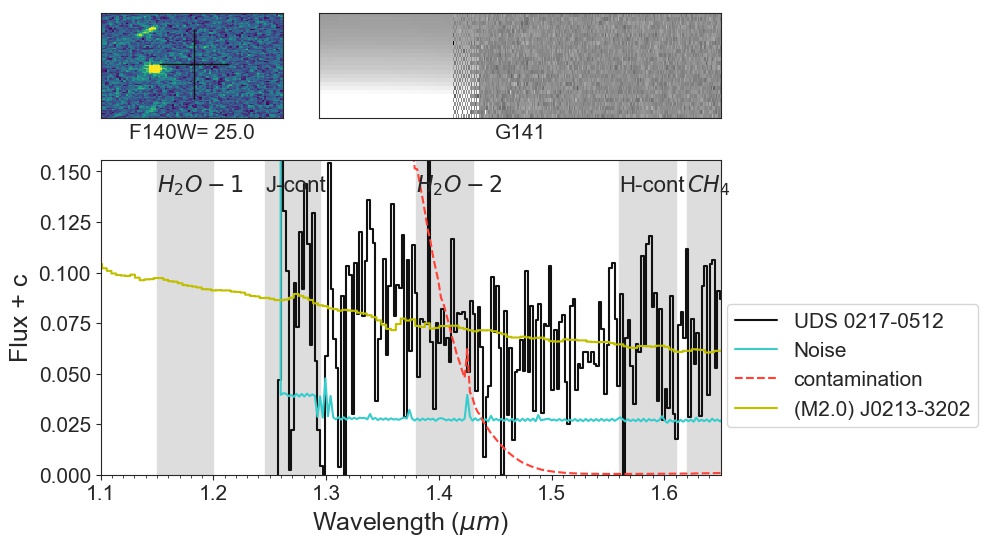 F140W= 25.0
G141
H₂O − 1
J-cont
H₂O − 2
H-cont
CH₄
0.150
0.125
0.100
0.075
0.050
0.025
0.000
Flux + c
1.1
1.2
1.3
1.4
1.5
1.6
Wavelength (μm)
UDS 0217-0512
Noise
contamination
(M2.0) J0213-3202